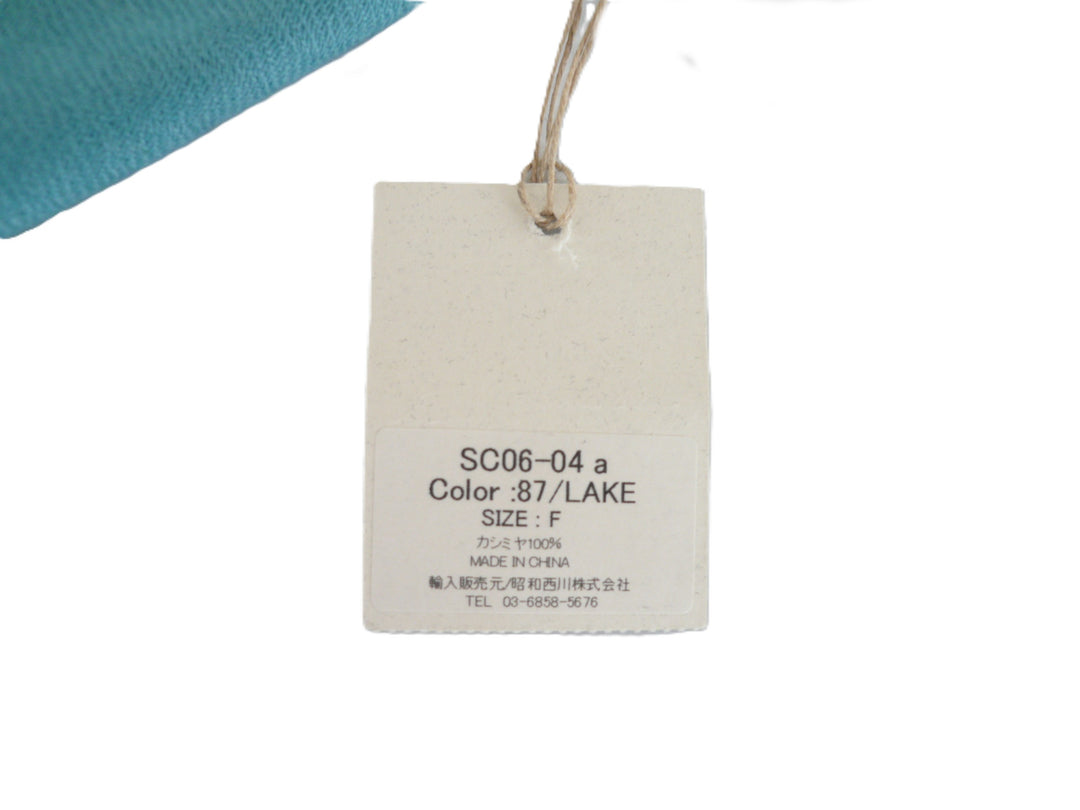 SC06-04 a
Color :87/LAKE
SIZE : F
カシミヤ100%
MADE IN CHINA
輸入販売元/昭和西川株式会社
TEL 03-6858-5676